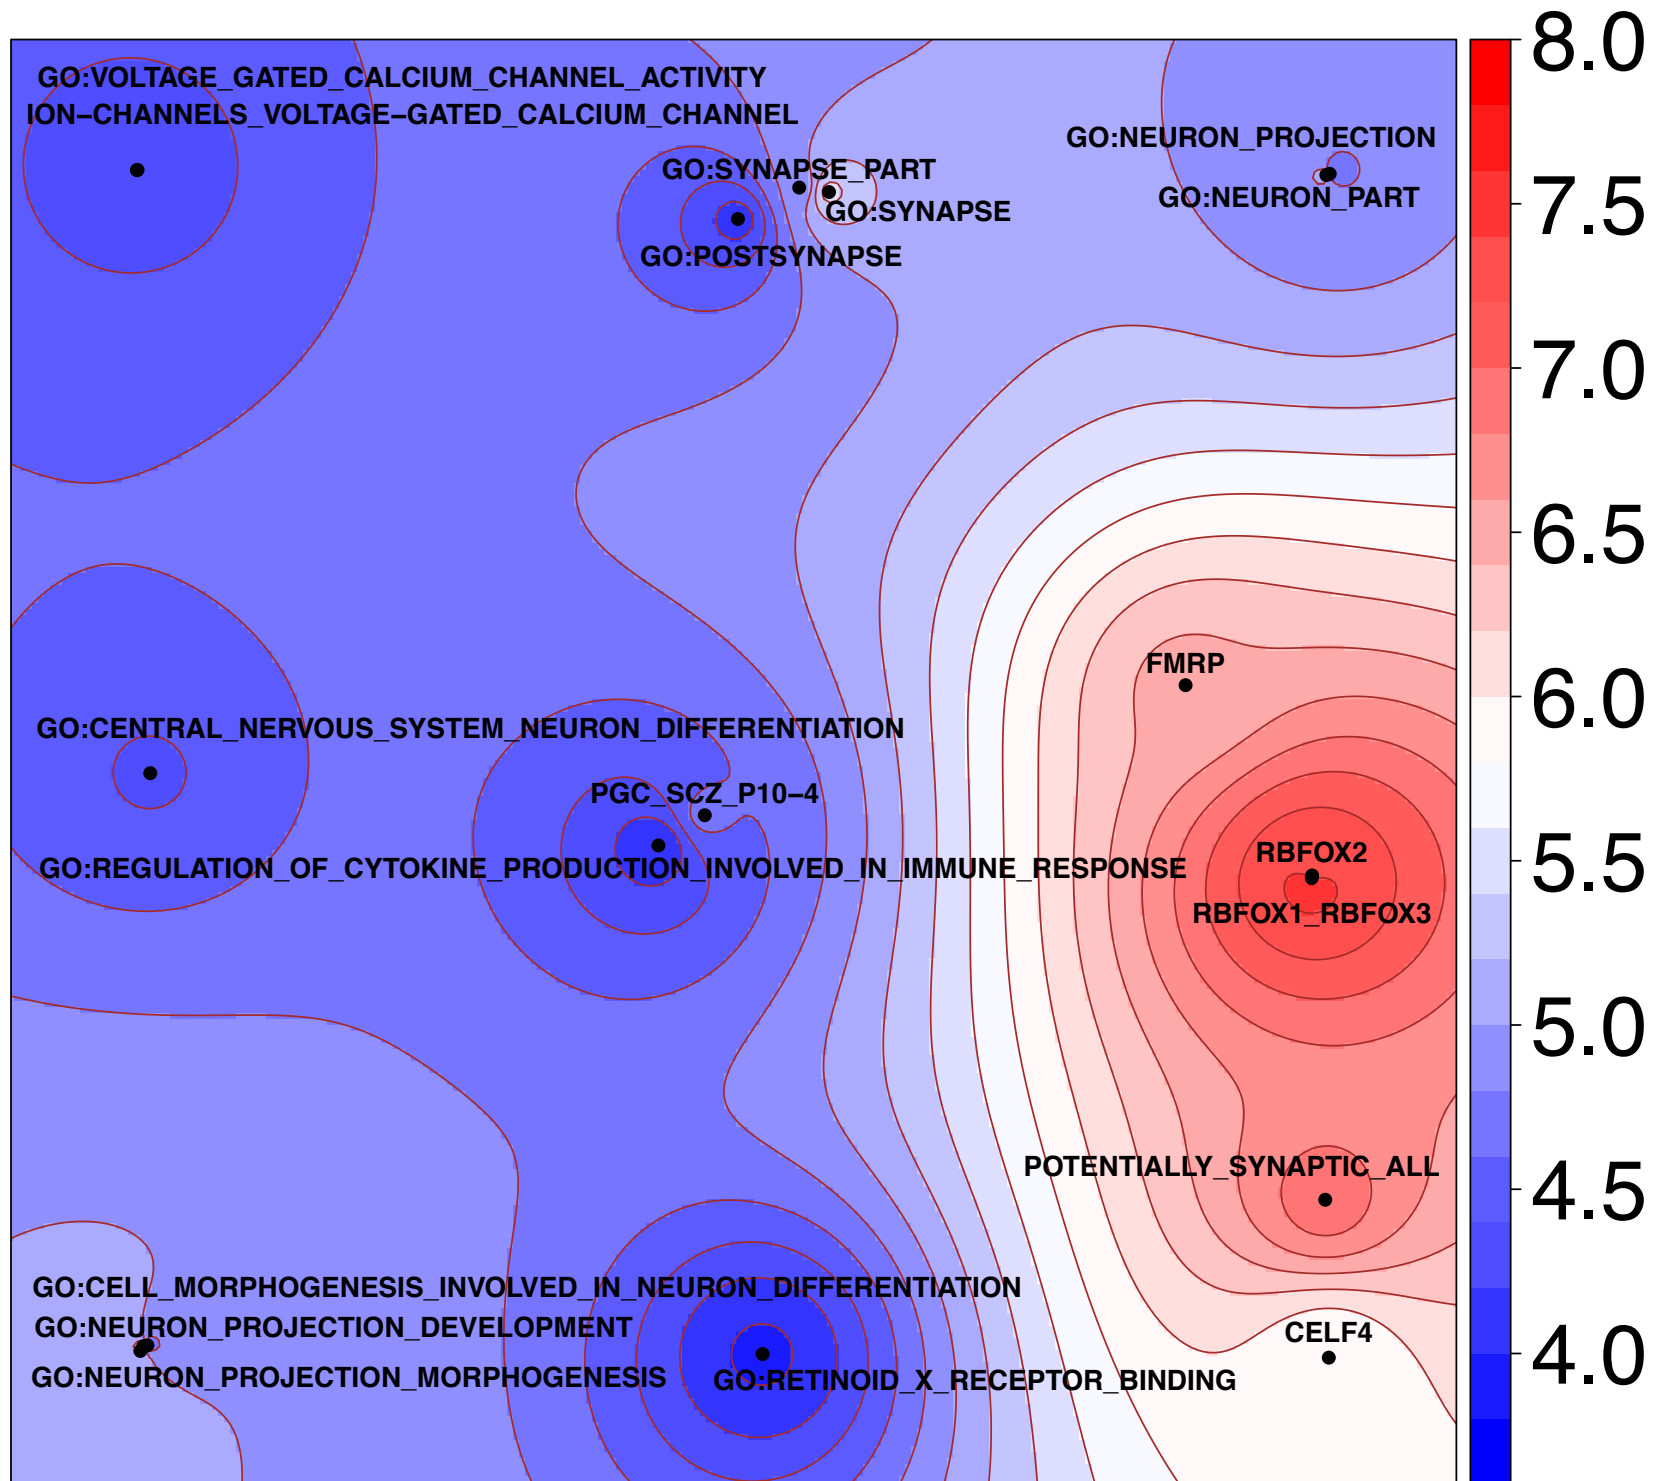 8.0
GO:VOLTAGE_GATED_CALCIUM_CHANNEL_ACTIVITY
ION−CHANNELS_VOLTAGE−GATED_CALCIUM_CHANNEL
GO:NEURON_PROJECTION
GO:SYNAPSE_PART
GO:NEURON_PART
7.5
GO:SYNAPSE
GO:POSTSYNAPSE
7.0
6.5
FMRP
6.0
GO:CENTRAL_NERVOUS_SYSTEM_NEURON_DIFFERENTIATION
PGC_SCZ_P10−4
RBFOX2
5.5
GO:REGULATION_OF_CYTOKINE_PRODUCTION_INVOLVED_IN_IMMUNE_RESPONSE
RBFOX1_RBFOX3
5.0
POTENTIALLY_SYNAPTIC_ALL
4.5
GO:CELL_MORPHOGENESIS_INVOLVED_IN_NEURON_DIFFERENTIATION
GO:NEURON_PROJECTION_DEVELOPMENT
CELF4
4.0
GO:NEURON_PROJECTION_MORPHOGENESIS
GO:RETINOID_X_RECEPTOR_BINDING